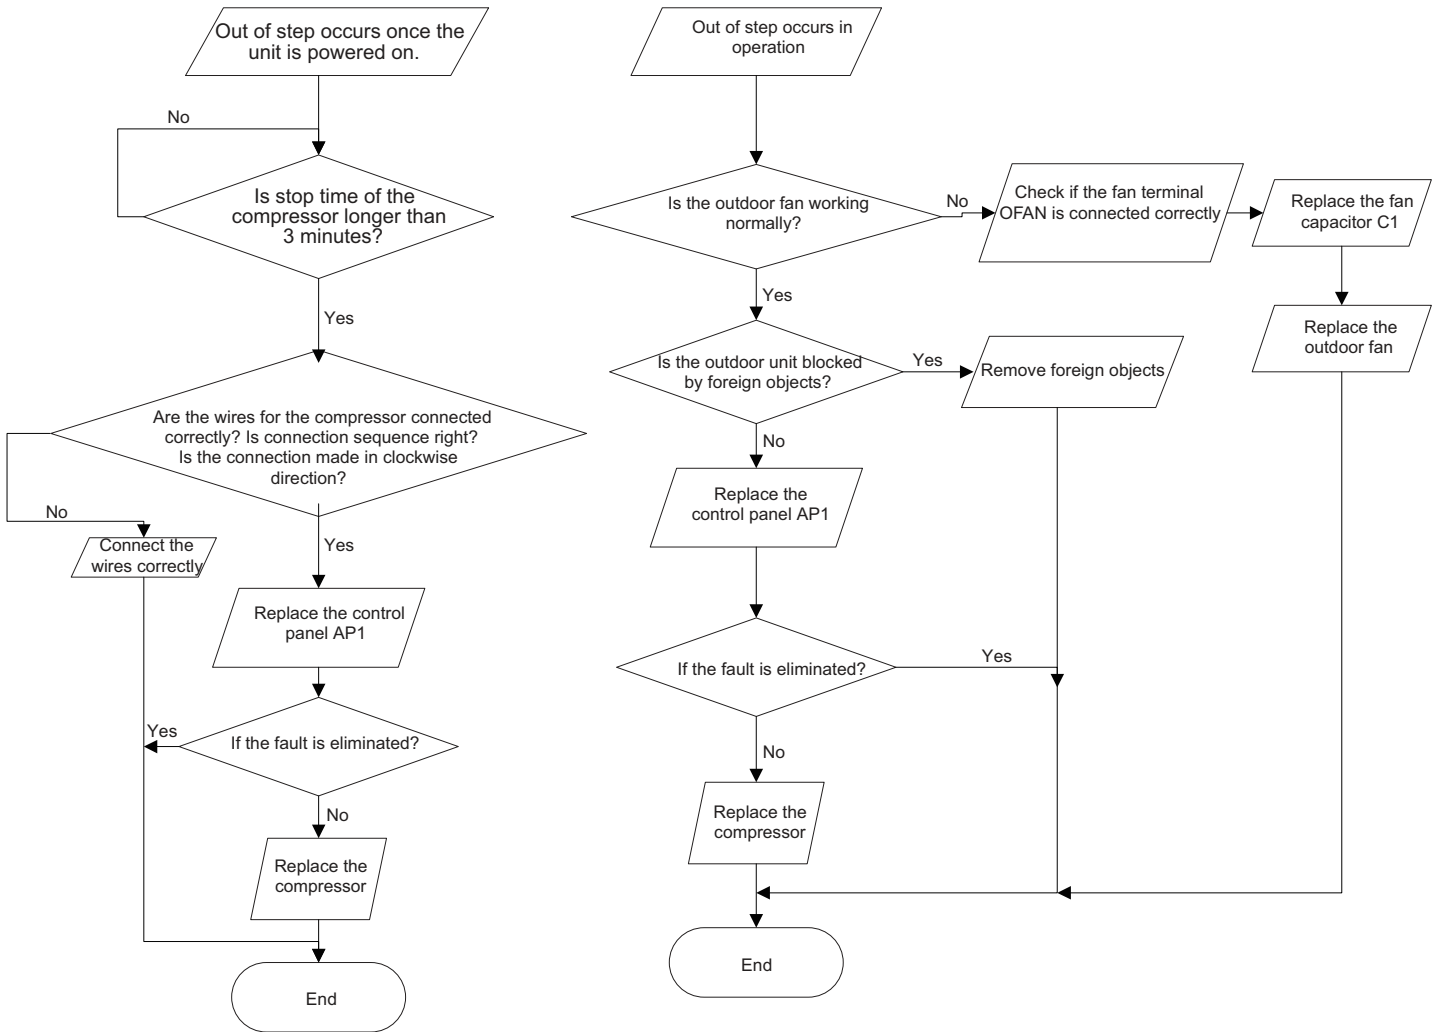 Out of step occurs once the
unit is powered on.
No
Is stop time of the
compressor longer than
3 minutes?
Yes
Are the wires for the compressor connected
correctly? Is connection sequence right?
Is the connection made in clockwise
direction?
No
Connect the
wires correctly
Yes
Replace the control
panel AP1
Yes
If the fault is eliminated?
No
Replace the
compressor
End
Out of step occurs in
operation
Is the outdoor fan working
normally?
No
Check if the fan terminal
OFAN is connected correctly
Replace the fan
capacitor C1
Replace the
outdoor fan
Yes
Is the outdoor unit blocked
by foreign objects?
Yes
Remove foreign objects
No
Replace the
control panel AP1
If the fault is eliminated?
Yes
No
Replace the
compressor
End